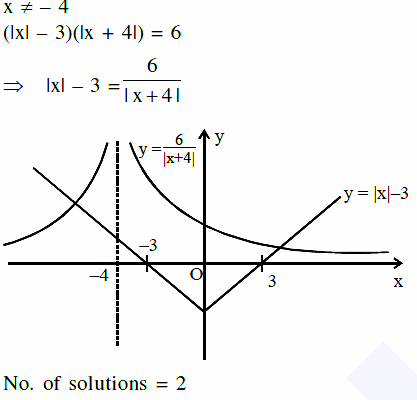 x ≠ – 4
(|x| – 3)(|x + 4|) = 6
⇒ |x| – 3 = 6/|x+4|
y = 6/|x+4|
y
y = |x|–3
–3
–4
O
3
x
No. of solutions = 2